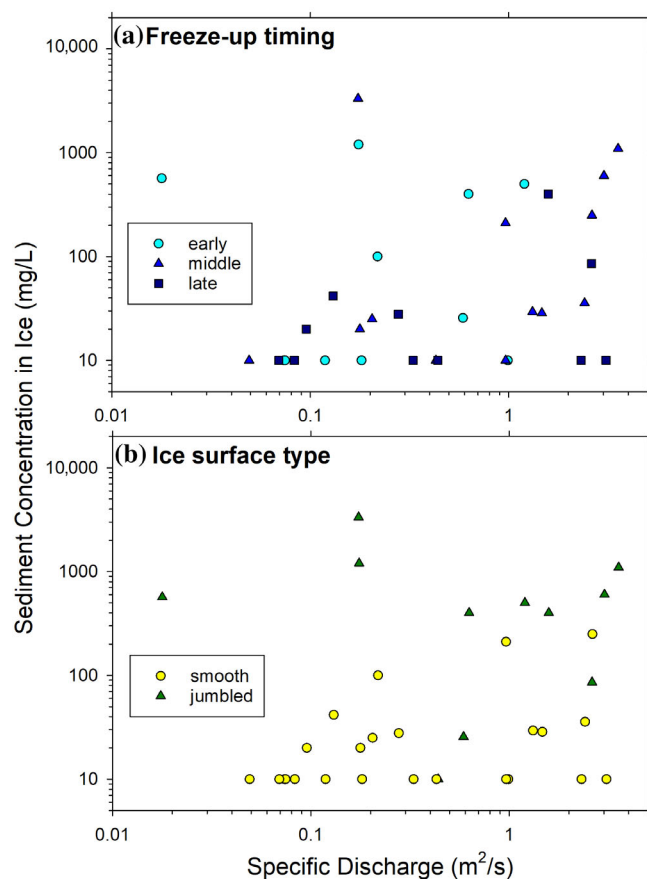 (a) Freeze-up timing
10,000
1000
100
10
early
middle
late
0.01 0.1 1
(b) Ice surface type
10,000
1000
100
10
smooth
jumbled
0.01 0.1 1
Sediment Concentration in Ice (mg/L)
Specific Discharge (m²/s)